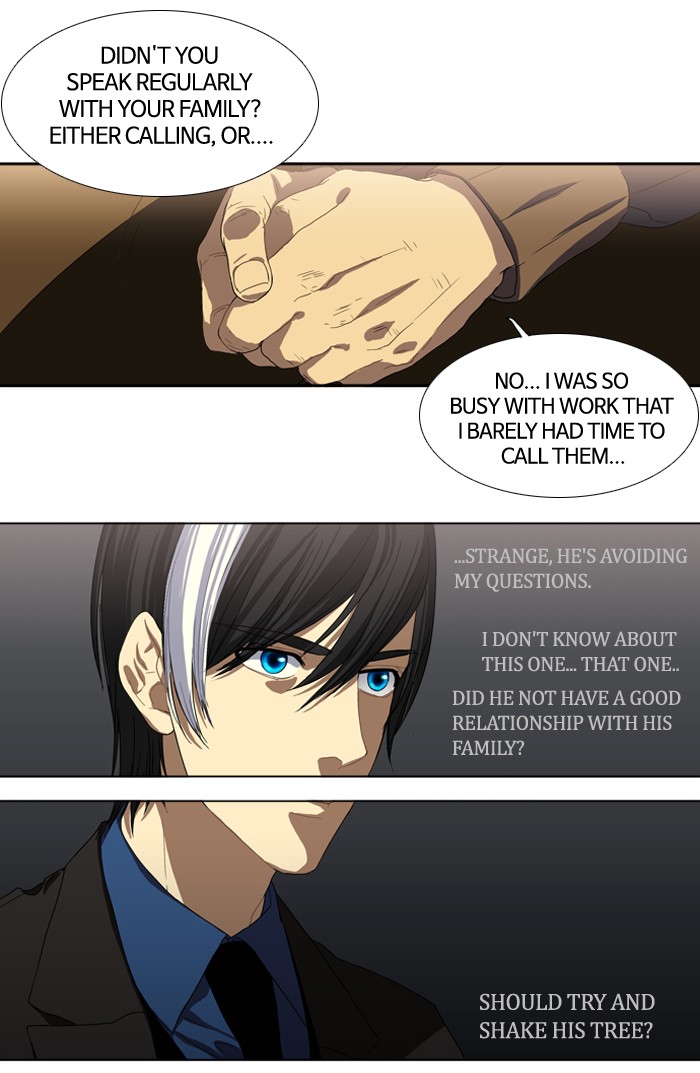 DIDN'T YOU
SPEAK REGULARLY
WITH YOUR FAMILY?
EITHER CALLING, OR....
NO... I WAS SO
BUSY WITH WORK THAT
I BARELY HAD TIME TO
CALL THEM...
...STRANGE, HE'S AVOIDING
MY QUESTIONS.
I DON'T KNOW ABOUT
THIS ONE... THAT ONE..
DID HE NOT HAVE A GOOD
RELATIONSHIP WITH HIS
FAMILY?
SHOULD TRY AND
SHAKE HIS TREE?